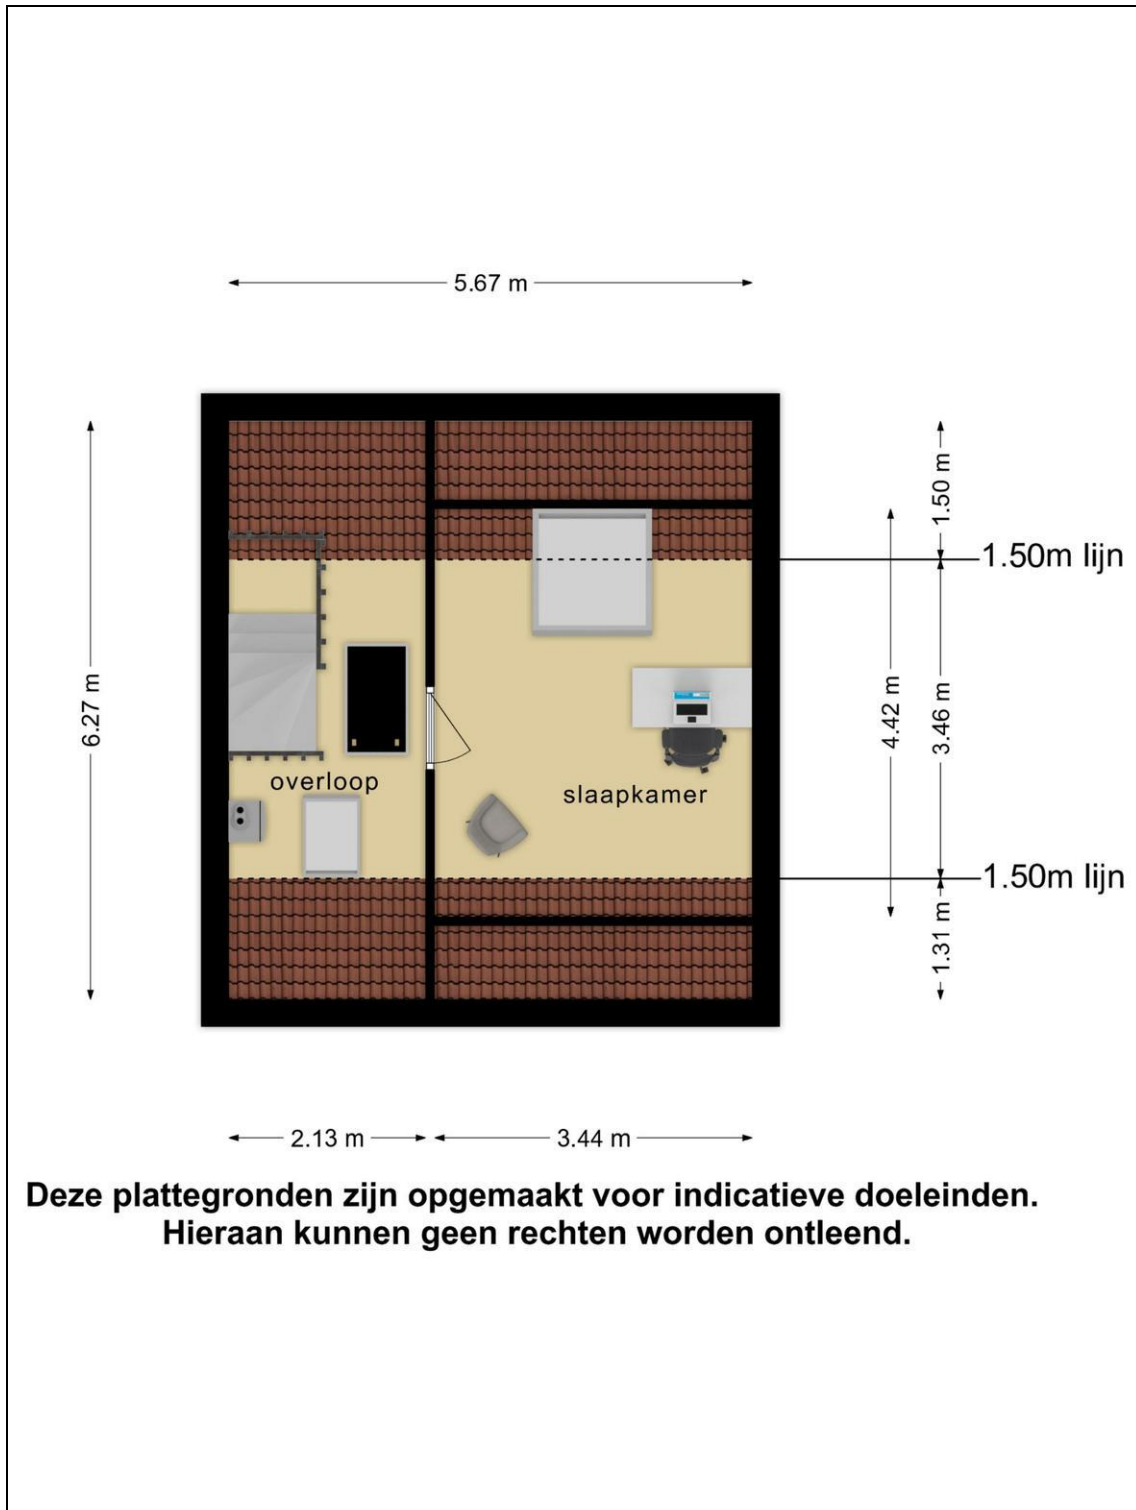 5.67 m
1.50 m
1.50m lijn
6.27 m
4.42 m
3.46 m
overloop
slaapkamer
1.50m lijn
1.31 m
2.13 m
3.44 m
Deze plattegronden zijn opgemaakt voor indicatieve doeleinden.
Hieraan kunnen geen rechten worden ontleend.